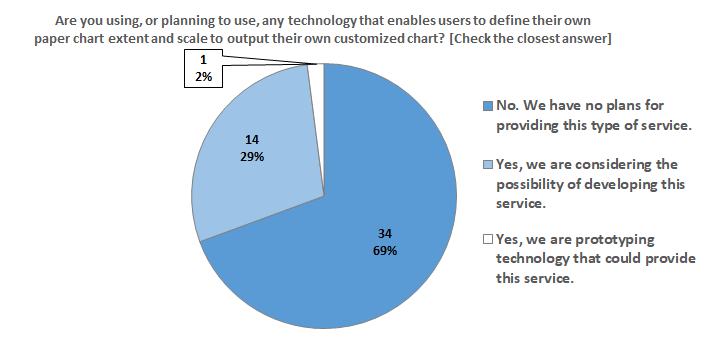 Are you using, or planning to use, any technology that enables users to define their own
paper chart extent and scale to output their own customized chart? [Check the closest answer]
1
2%
14
29%
34
69%
No. We have no plans for
providing this type of service.
Yes, we are considering the
possibility of developing this
service.
Yes, we are prototyping
technology that could provide
this service.